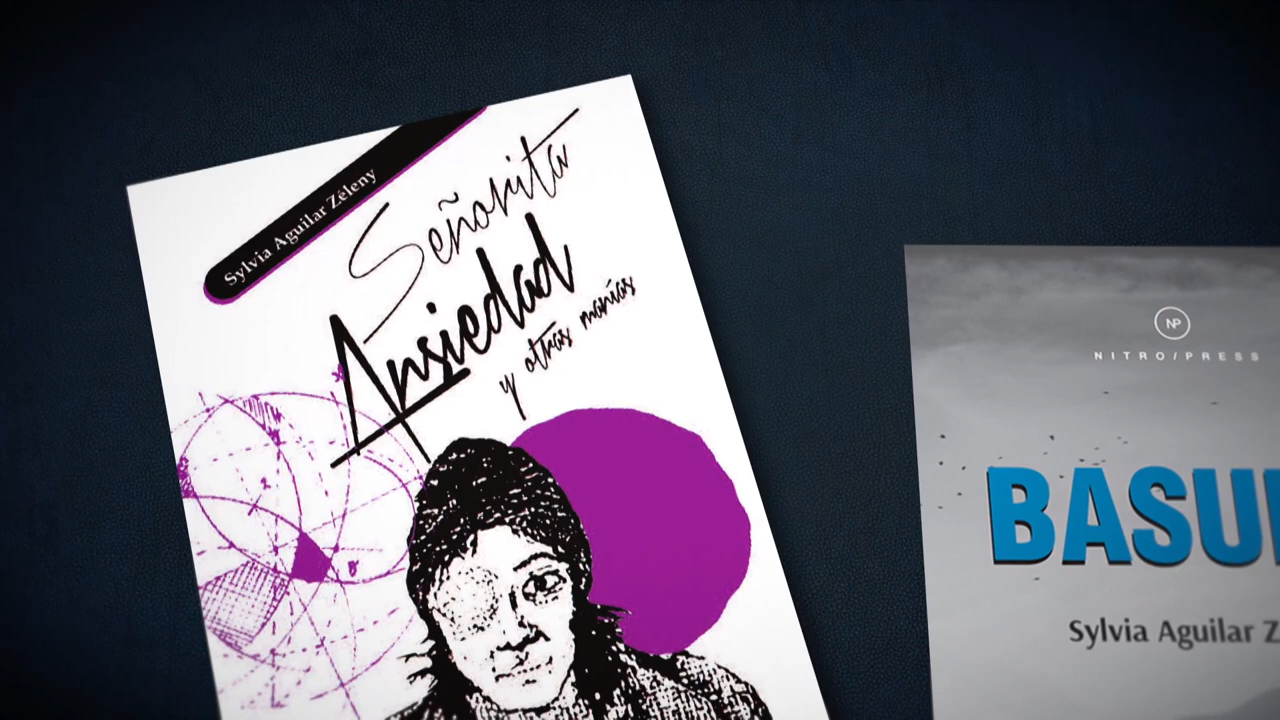 Sylvia Aguilar Zéleny
Señorita
Ansiedad
y otras manías
NP
NITRO/PRESS
BASU
Sylvia Aguilar Z